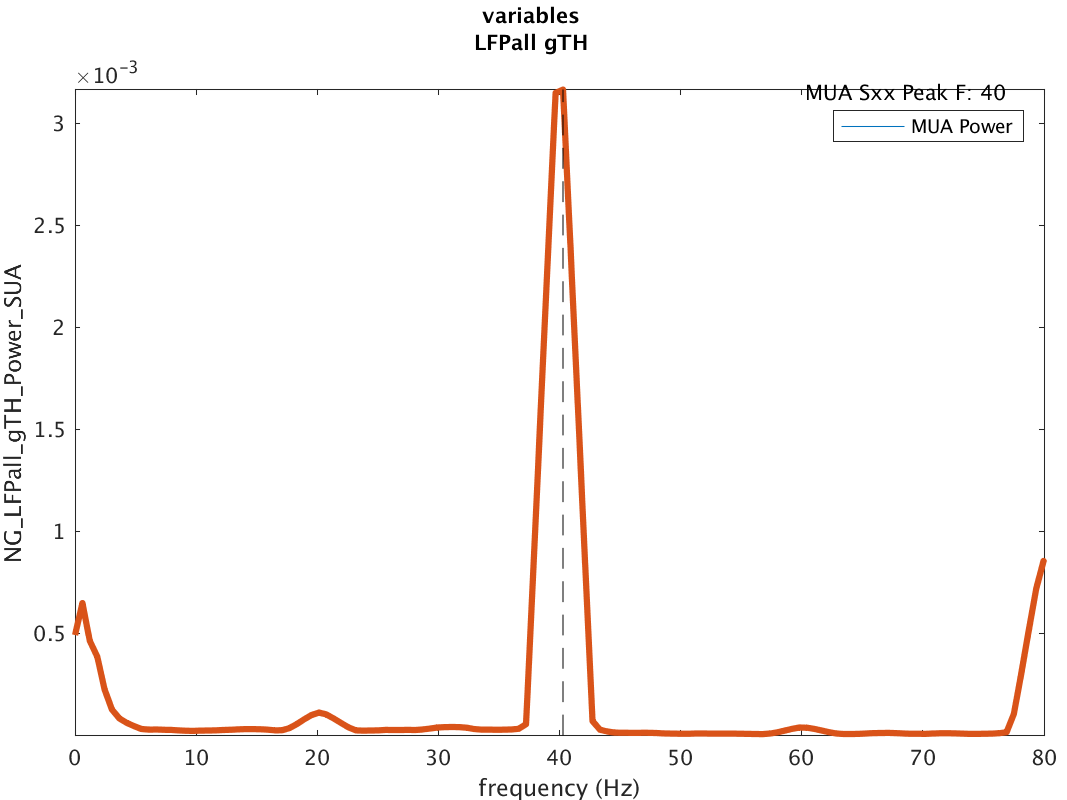 variables
LFPall gTH
×10⁻³
MUA Sxx Peak F: 40
MUA Power
3
2.5
2
1.5
1
0.5
NG_LFPall_gTH_Power_SUA
0 10 20 30 40 50 60 70 80
frequency (Hz)